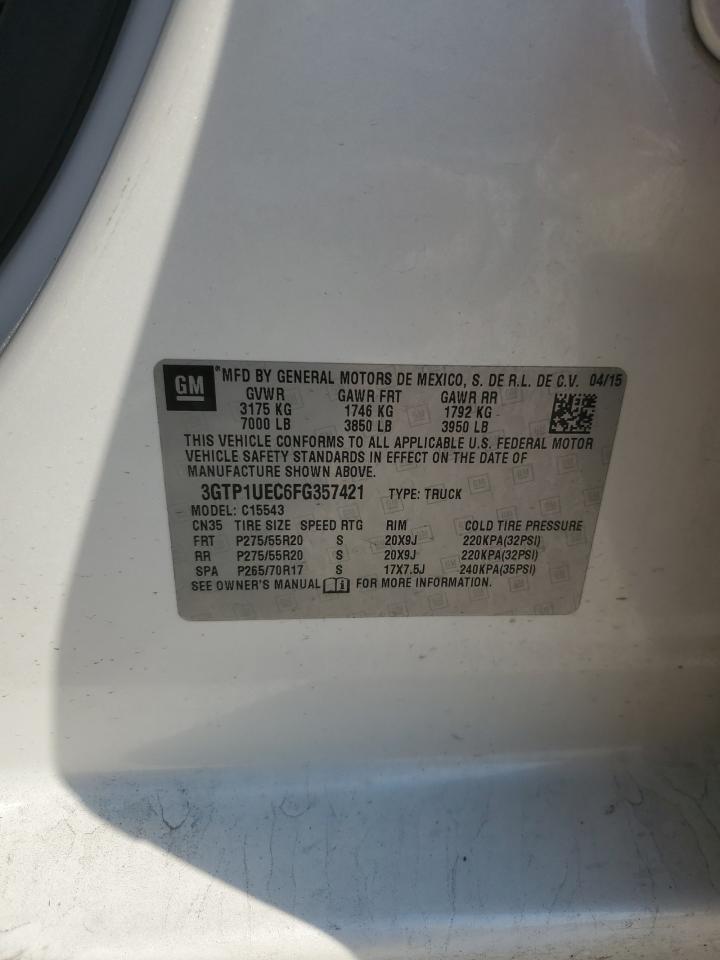 GM *MFD BY GENERAL MOTORS DE MEXICO, S. DE R.L. DE C.V. 04/15
GVWR GAWR FRT GAWR RR
3175 KG 1746 KG 1792 KG
7000 LB 3850 LB 3950 LB
THIS VEHICLE CONFORMS TO ALL APPLICABLE U.S. FEDERAL MOTOR
VEHICLE SAFETY STANDARDS IN EFFECT ON THE DATE OF
MANUFACTURE SHOWN ABOVE.
3GTP1UEC6FG357421 TYPE: TRUCK
MODEL: C15543
CN35 TIRE SIZE SPEED RTG RIM COLD TIRE PRESSURE
FRT P275/55R20 S 20X9J 220KPA(32PSI)
RR P275/55R20 S 20X9J 220KPA(32PSI)
SPA P265/70R17 S 17X7.5J 240KPA(35PSI)
SEE OWNER'S MANUAL i FOR MORE INFORMATION.